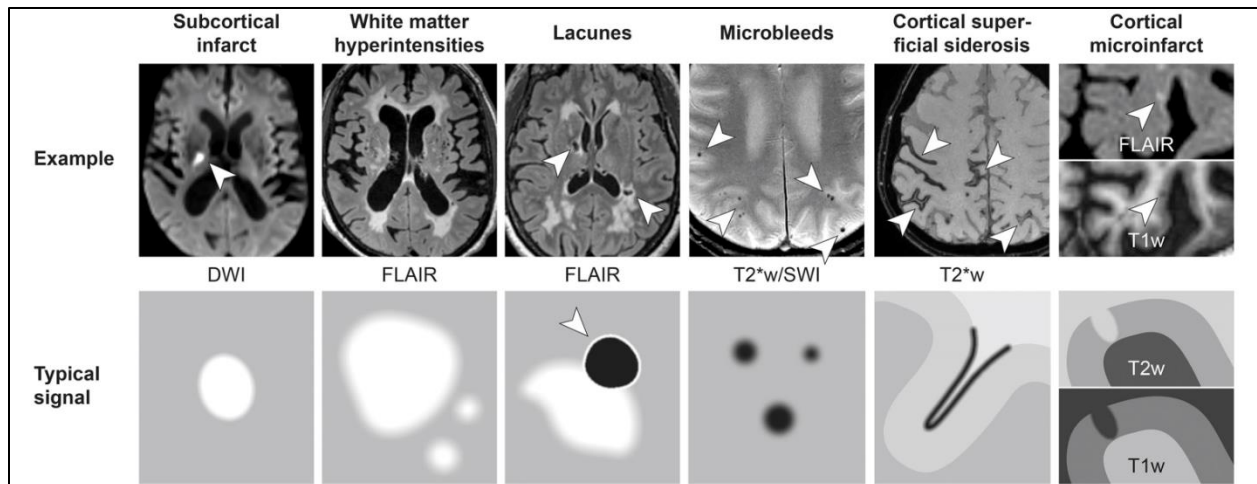 Subcortical
infarct
White matter
hyperintensities
Lacunes
Microbleeds
Cortical super-
ficial siderosis
Cortical
microinfarct
Example
FLAIR
T1w
DWI
FLAIR
FLAIR
T2*w/SWI
T2*w
Typical
signal
T2w
T1w